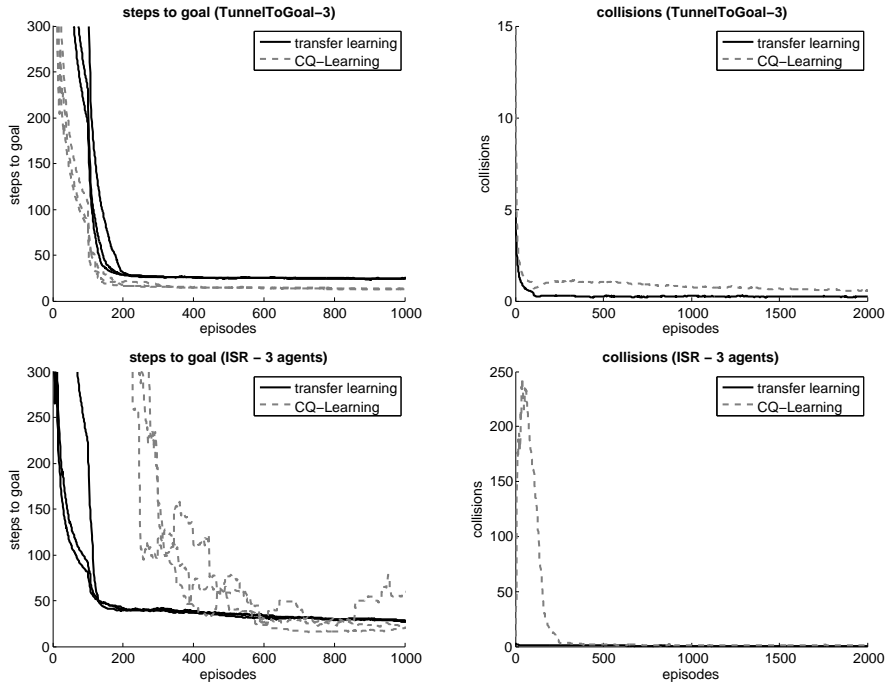 steps to goal (TunnelToGoal−3)
300
250
200
150
100
50
0
steps to goal
transfer learning
CQ−Learning
0 200 400 600 800 1000
episodes
collisions (TunnelToGoal−3)
15
10
5
0
collisions
transfer learning
CQ−Learning
0 500 1000 1500 2000
episodes
steps to goal (ISR − 3 agents)
300
250
200
150
100
50
0
steps to goal
transfer learning
CQ−Learning
0 200 400 600 800 1000
episodes
collisions (ISR − 3 agents)
250
200
150
100
50
0
collisions
transfer learning
CQ−Learning
0 500 1000 1500 2000
episodes